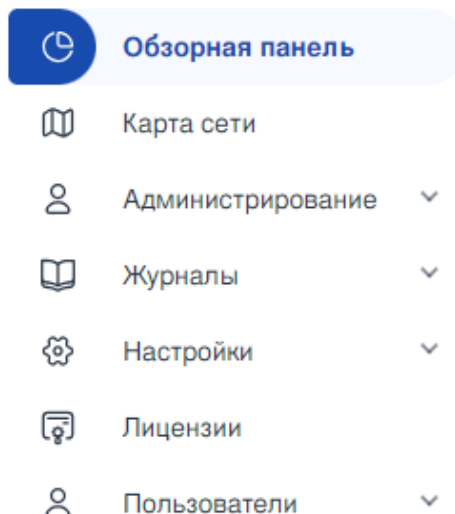 Обзорная панель
Карта сети
Администрирование
Журналы
Настройки
Лицензии
Пользователи